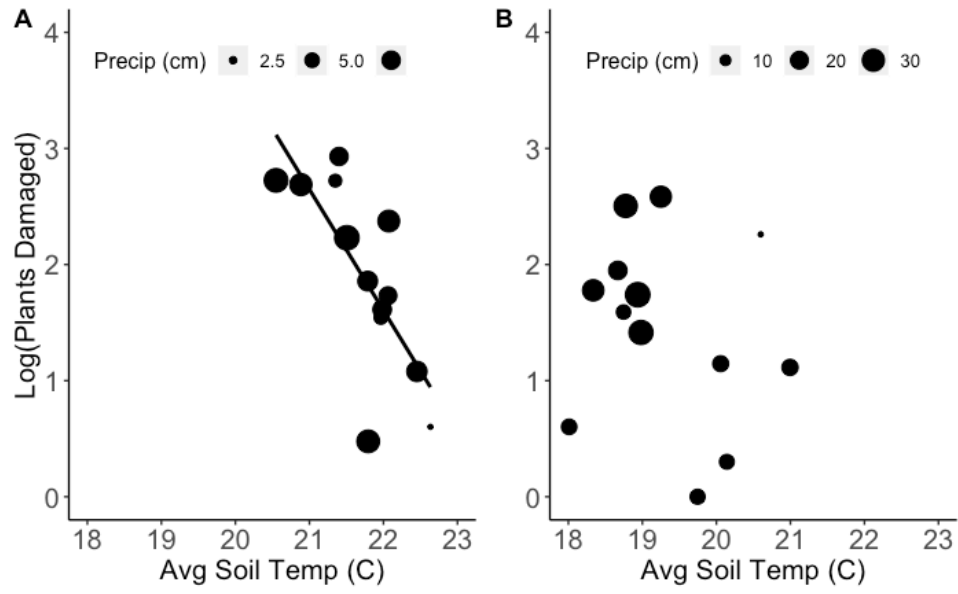 A
Precip (cm) 2.5 5.0
4
3
2
1
0
Log(Plants Damaged)
18 19 20 21 22 23
Avg Soil Temp (C)
B
Precip (cm) 10 20 30
4
3
2
1
0
18 19 20 21 22 23
Avg Soil Temp (C)